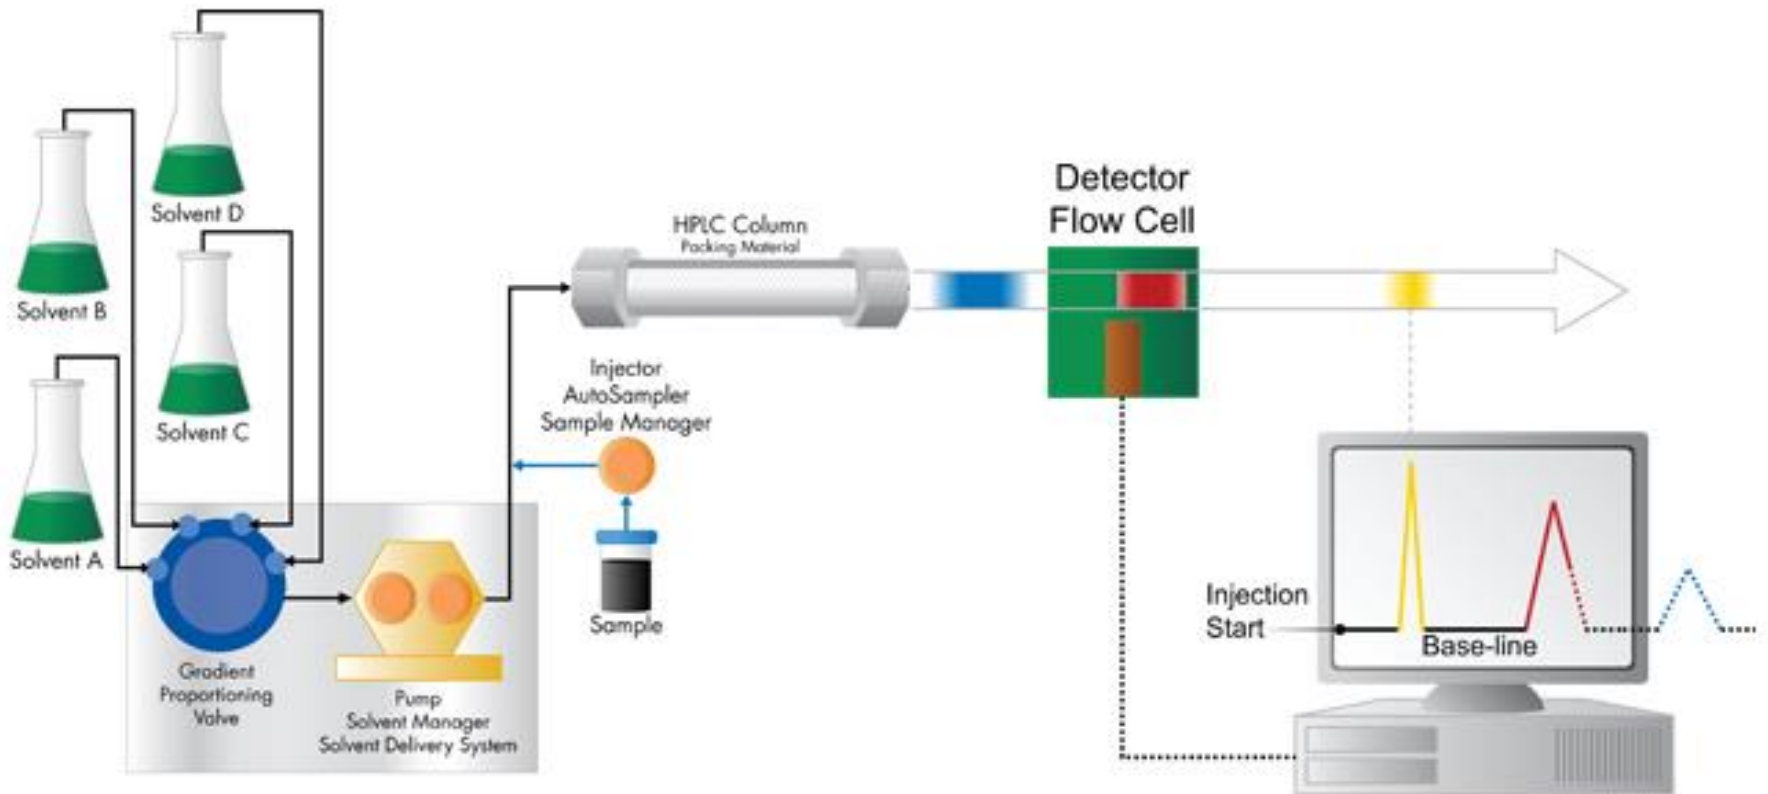 Solvent D
Solvent B
Solvent C
Solvent A
Gradient
Proportioning
Valve
Pump
Solvent Manager
Solvent Delivery System
Injector
AutoSampler
Sample Manager
Sample
HPLC Column
Packing Material
Detector
Flow Cell
Injection
Start
Base-line